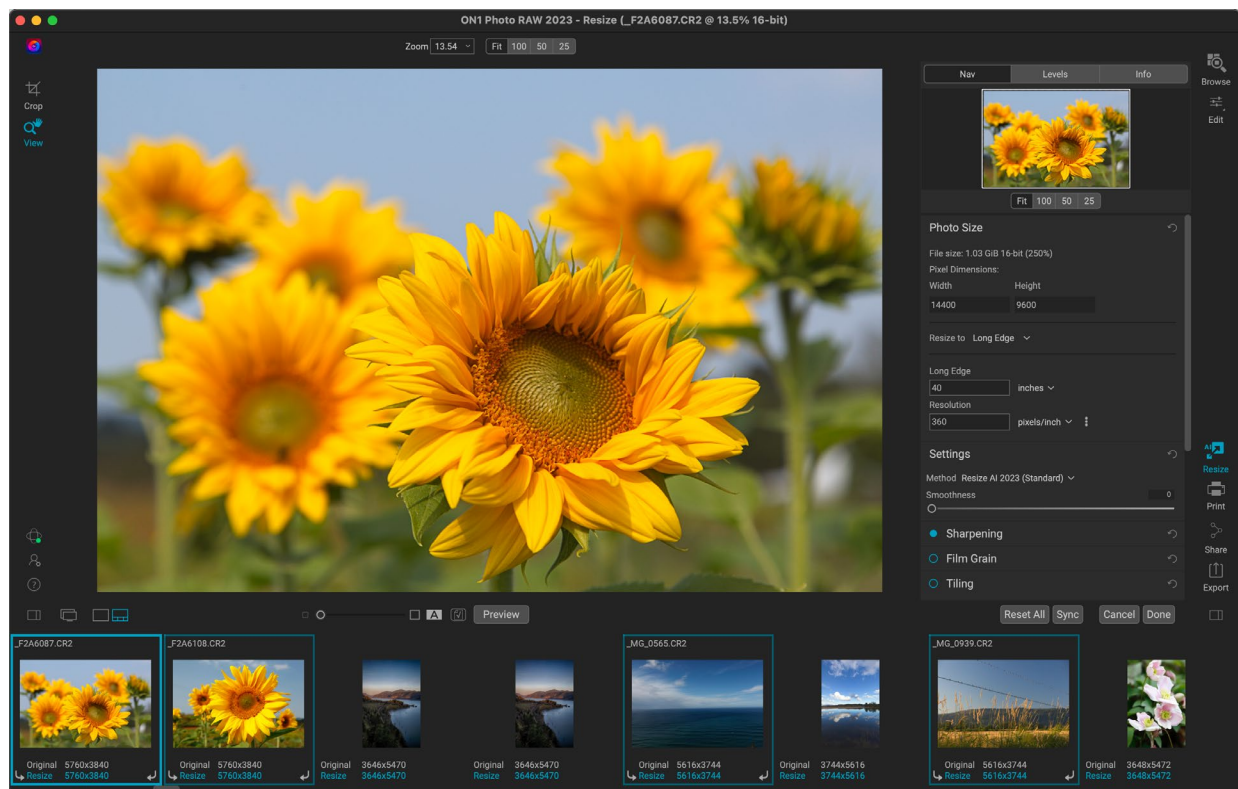 ON1 Photo RAW 2023 - Resize (_F2A6087.CR2 @ 13.5% 16-bit)
Zoom 13.54 Fit 100 50 25
Crop
View
Nav Levels Info
Fit 100 50 25
Browse
Edit
Photo Size
File size: 1.03 GiB 16-bit (250%)
Pixel Dimensions:
Width Height
14400 9600
Resize to Long Edge
Long Edge
40 inches
Resolution
360 pixels/inch
Settings
Method Resize AI 2023 (Standard)
Smoothness 0
Sharpening
Film Grain
Tiling
AI
Resize
Print
Share
Export
?
A Preview Reset All Sync Cancel Done
_F2A6087.CR2 _F2A6108.CR2 _MG_0565.CR2 _MG_0939.CR2
Original 5760x3840 Original 5760x3840 Original 3646x5470 Original 3646x5470 Original 5616x3744 Original 3744x5616 Original 5616x3744 Original 3648x5472
Resize 5760x3840 Resize 5760x3840 Resize 3646x5470 Resize 3646x5470 Resize 5616x3744 Resize 3744x5616 Resize 5616x3744 Resize 3648x5472